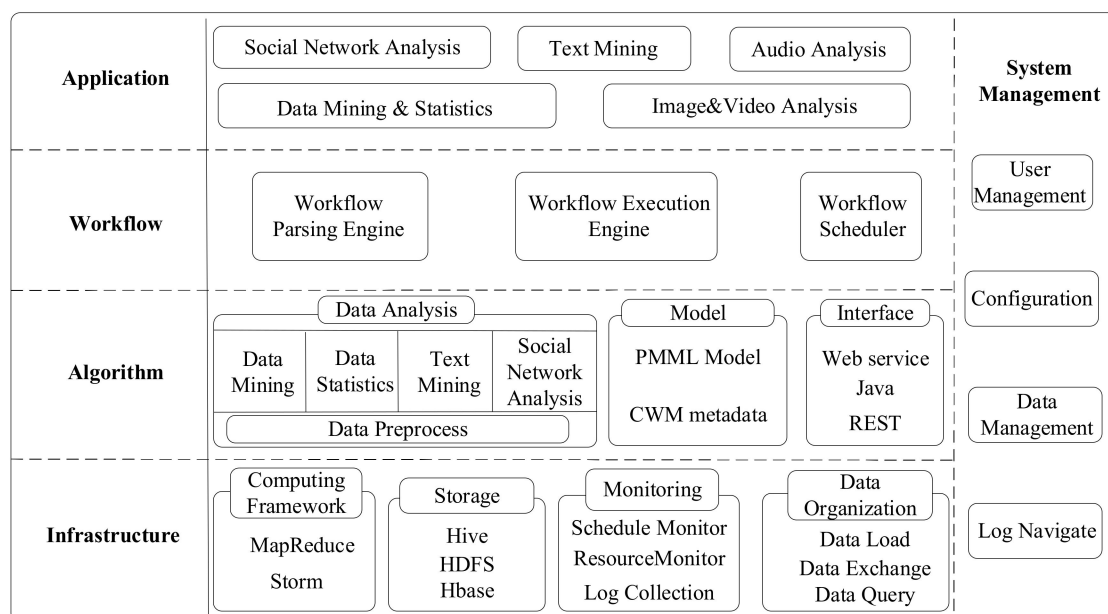 Application
Social Network Analysis
Text Mining
Audio Analysis
Data Mining & Statistics
Image&Video Analysis
Workflow
Workflow
Parsing Engine
Workflow Execution
Engine
Workflow
Scheduler
Algorithm
Data Analysis
Data
Mining
Data
Statistics
Text
Mining
Social
Network
Analysis
Data Preprocess
Model
PMML Model
CWM metadata
Interface
Web service
Java
REST
Infrastructure
Computing
Framework
MapReduce
Storm
Storage
Hive
HDFS
Hbase
Monitoring
Schedule Monitor
ResourceMonitor
Log Collection
Data
Organization
Data Load
Data Exchange
Data Query
System
Management
User
Management
Configuration
Data
Management
Log Navigate